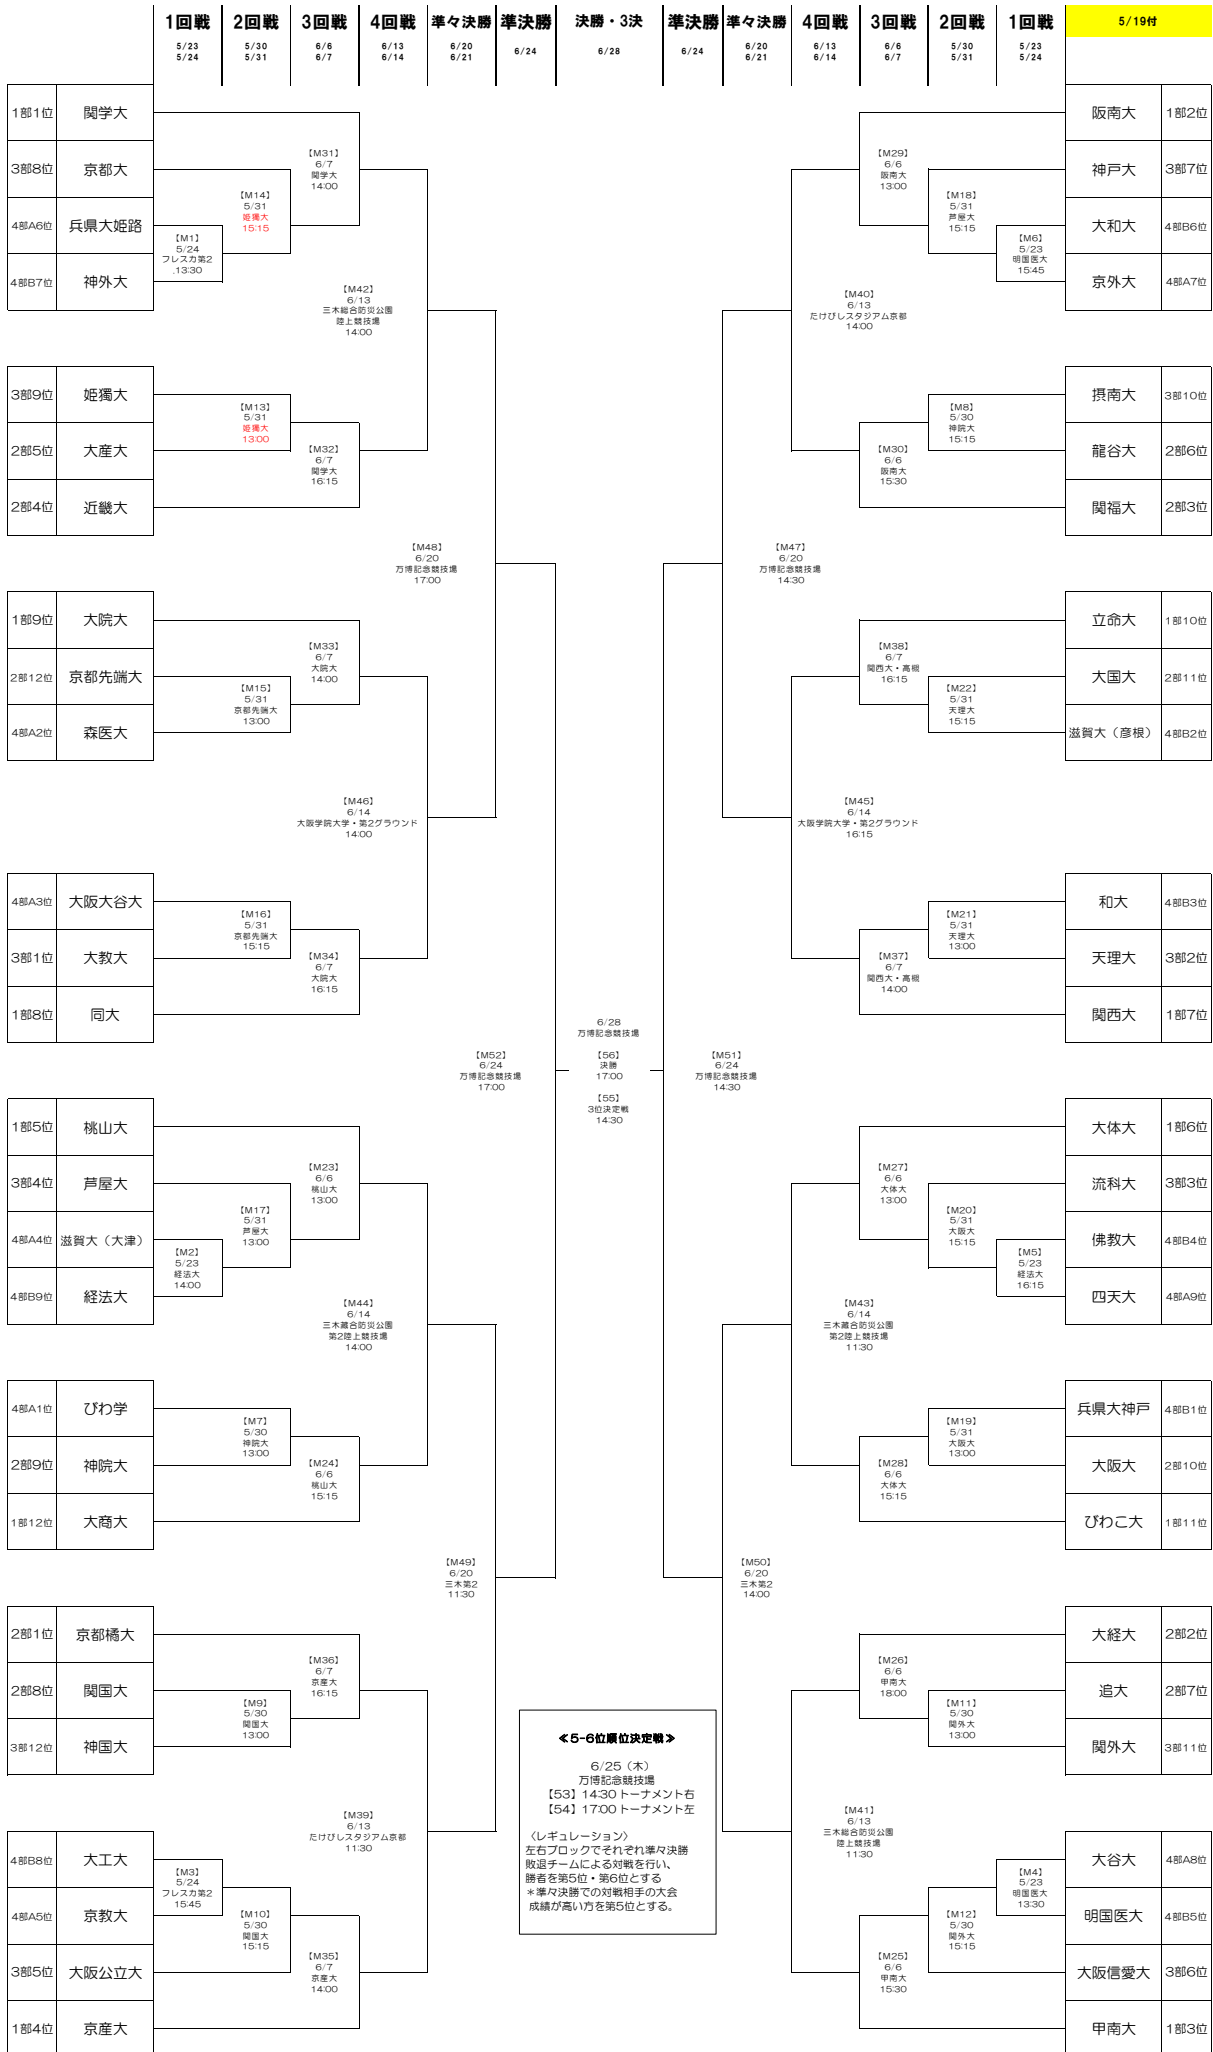 1回戦 2回戦 3回戦 4回戦 準々決勝 準決勝 決勝・3決 準決勝 準々決勝 4回戦 3回戦 2回戦 1回戦 5/19付
5/23 5/30 6/6 6/13 6/20 6/24 6/28 6/24 6/20 6/13 6/6 5/30 5/23
5/24 5/31 6/7 6/14 6/21 6/21 6/14 6/7 5/31 5/24
1部1位 関学大
3部8位 京都大
4部A6位 兵県大姫路
4部B7位 神外大
3部9位 姫獨大
2部5位 大産大
2部4位 近畿大
1部9位 大院大
2部12位 京都先端大
4部A2位 森医大
4部A3位 大阪大谷大
3部1位 大教大
1部8位 同大
1部5位 桃山大
3部4位 芦屋大
4部A4位 滋賀大（大津）
4部B9位 経法大
4部A1位 びわ学
2部9位 神院大
1部12位 大商大
2部1位 京都橘大
2部8位 関国大
3部12位 神国大
4部B8位 大工大
4部A5位 京教大
3部5位 大阪公立大
1部4位 京産大
【M1】
5/24
フレスカ第2
.13:30
【M2】
5/23
経法大
14:00
【M3】
5/24
フレスカ第2
15:45
【M14】
5/31
姫獨大
15:15
【M13】
5/31
姫獨大
13:00
【M15】
5/31
京都先端大
13:00
【M16】
5/31
京都先端大
15:15
【M17】
5/31
芦屋大
13:00
【M7】
5/30
神院大
13:00
【M9】
5/30
関国大
13:00
【M10】
5/30
関国大
15:15
【M31】
6/7
関学大
14:00
【M32】
6/7
関学大
16:15
【M33】
6/7
大院大
14:00
【M34】
6/7
大院大
16:15
【M23】
6/6
桃山大
13:00
【M24】
6/6
桃山大
15:15
【M36】
6/7
京産大
16:15
【M35】
6/7
京産大
14:00
【M42】
6/13
三木総合防災公園
陸上競技場
14:00
【M46】
6/14
大阪学院大学・第2グラウンド
14:00
【M44】
6/14
三木総合防災公園
第2陸上競技場
14:00
【M39】
6/13
たけびしスタジアム京都
11:30
【M48】
6/20
万博記念競技場
17:00
【M49】
6/20
三木第2
11:30
【M52】
6/24
万博記念競技場
17:00
6/28
万博記念競技場
【56】
決勝
17:00
【55】
3位決定戦
14:30
【M51】
6/24
万博記念競技場
14:30
【M47】
6/20
万博記念競技場
14:30
【M50】
6/20
三木第2
14:00
【M40】
6/13
たけびしスタジアム京都
14:00
【M45】
6/14
大阪学院大学・第2グラウンド
16:15
【M43】
6/14
三木総合防災公園
第2陸上競技場
11:30
【M41】
6/13
三木総合防災公園
陸上競技場
11:30
【M29】
6/6
阪南大
13:00
【M30】
6/6
阪南大
15:30
【M38】
6/7
関西大・高槻
16:15
【M37】
6/7
関西大・高槻
14:00
【M27】
6/6
大体大
13:00
【M28】
6/6
大体大
15:15
【M26】
6/6
甲南大
18:00
【M25】
6/6
甲南大
15:30
【M18】
5/31
芦屋大
15:15
【M8】
5/30
神院大
15:15
【M22】
5/31
天理大
15:15
【M21】
5/31
天理大
13:00
【M20】
5/31
大阪大
15:15
【M19】
5/31
大阪大
13:00
【M11】
5/30
関外大
13:00
【M12】
5/30
関外大
15:15
【M6】
5/23
明国医大
15:45
【M5】
5/23
経法大
16:15
【M4】
5/23
明国医大
13:30
阪南大 1部2位
神戸大 3部7位
大和大 4部B6位
京外大 4部A7位
摂南大 3部10位
龍谷大 2部6位
関福大 2部3位
立命大 1部10位
大国大 2部11位
滋賀大（彦根） 4部B2位
和大 4部B3位
天理大 3部2位
関西大 1部7位
大体大 1部6位
流科大 3部3位
佛教大 4部B4位
四天大 4部A9位
兵県大神戸 4部B1位
大阪大 2部10位
びわこ大 1部11位
大経大 2部2位
追大 2部7位
関外大 3部11位
大谷大 4部A8位
明国医大 4部B5位
大阪信愛大 3部6位
甲南大 1部3位
≪5-6位順位決定戦≫
6/25（木）
万博記念競技場
【53】14:30 トーナメント右
【54】17:00 トーナメント左
〈レギュレーション〉
左右ブロックでそれぞれ準々決勝
敗退チームによる対戦を行い、
勝者を第5位・第6位とする
＊準々決勝での対戦相手の大会
成績が高い方を第5位とする。